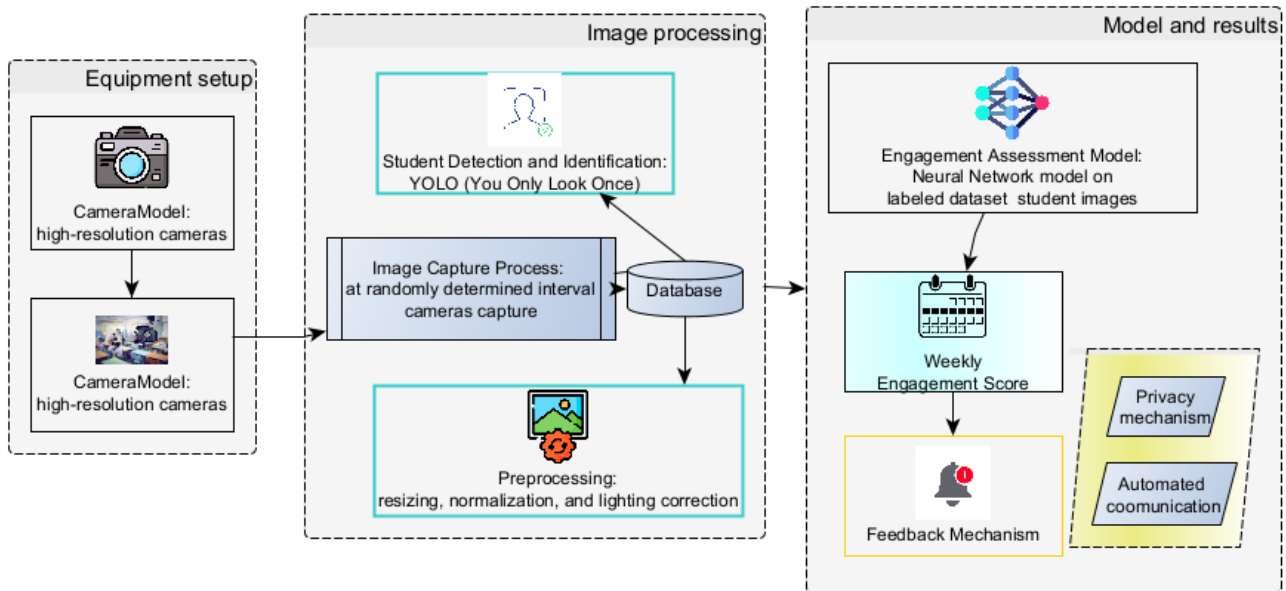 Equipment setup
CameraModel:
high-resolution cameras
CameraModel:
high-resolution cameras
Image processing
Student Detection and Identification:
YOLO (You Only Look Once)
Image Capture Process:
at randomly determined interval
cameras capture
Database
Preprocessing:
resizing, normalization, and lighting correction
Model and results
Engagement Assessment Model:
Neural Network model on
labeled dataset student images
Weekly
Engagement Score
Feedback Mechanism
Privacy
mechanism
Automated
coomunication